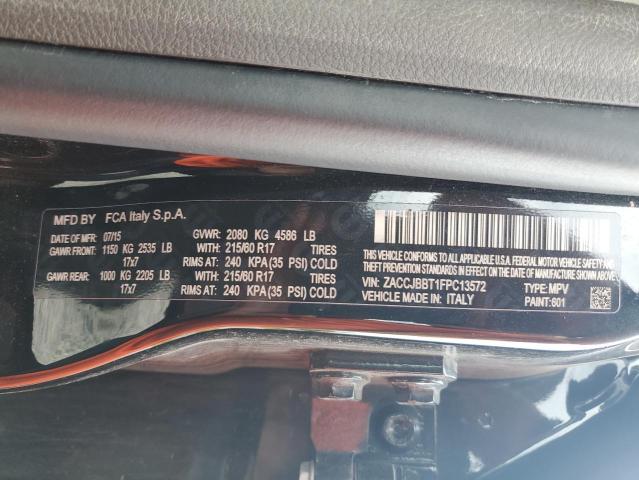 MFD BY FCA Italy S.p.A.
DATE OF MFR: 07/15 GVWR: 2080 KG 4586 LB
GAWR FRONT: 1150 KG 2535 LB WITH: 215/60 R17 TIRES
17x7 RIMS AT: 240 KPA(35 PSI) COLD
GAWR REAR: 1000 KG 2205 LB WITH: 215/60 R17 TIRES
17x7 RIMS AT: 240 KPA(35 PSI) COLD
THIS VEHICLE CONFORMS TO ALL APPLICABLE U.S.A. FEDERAL MOTOR VEHICLE SAFETY
AND THEFT PREVENTION STANDARDS IN EFFECT ON THE DATE OF MANUFACTURE SHOWN ABOVE
VIN: ZACCJBBT1FPC13572 TYPE: MPV
VEHICLE MADE IN: ITALY PAINT: 601